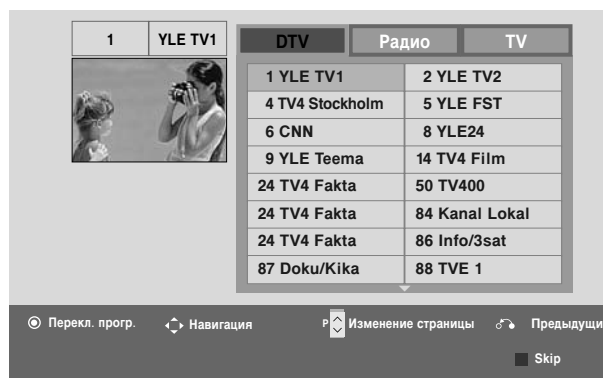 1 YLE TV1
DTV Радио TV
1 YLE TV1 2 YLE TV2
4 TV4 Stockholm 5 YLE FST
6 CNN 8 YLE24
9 YLE Teema 14 TV4 Film
24 TV4 Fakta 50 TV400
24 TV4 Fakta 84 Kanal Lokal
24 TV4 Fakta 86 Info/3sat
87 Doku/Kika 88 TVE 1
Перекл. прогр. Навигация P Изменение страницы Предыдущи
Skip